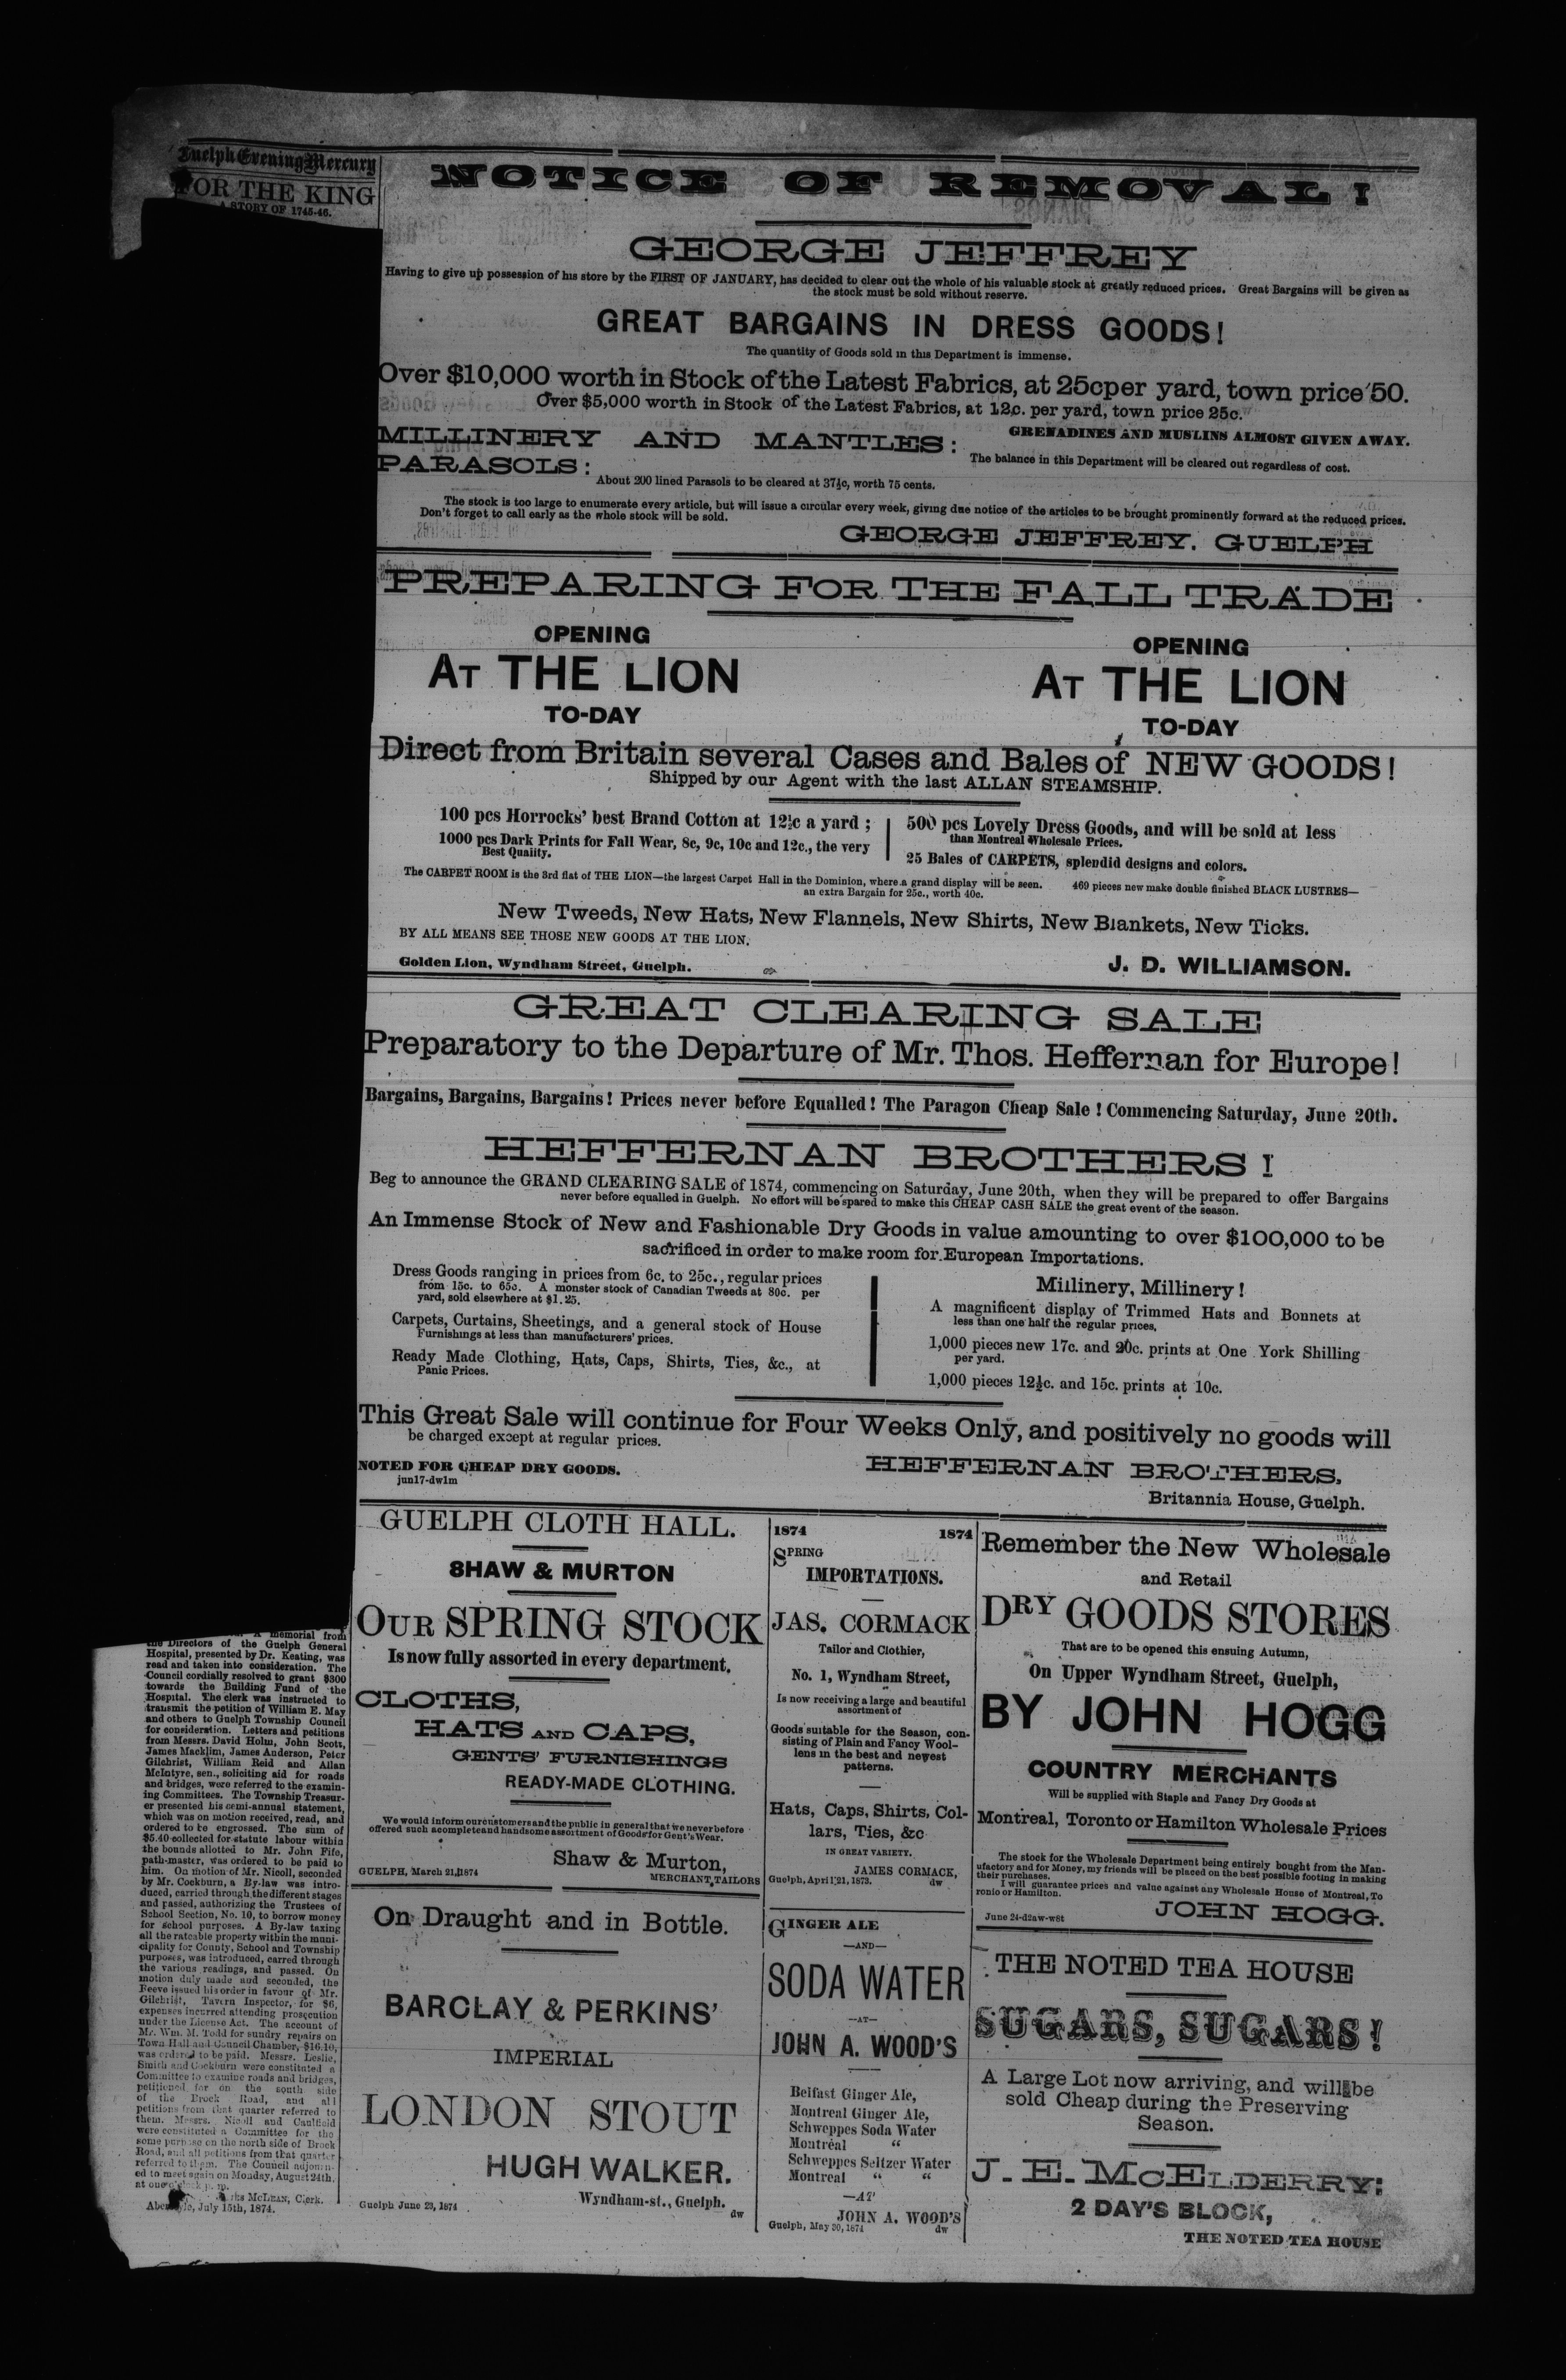 Guelph Evening Mercury
FOR THE KING
A STORY OF 1745-46.
A memorial from
the Directors of the Guelph General
Hospital, presented by Dr. Keating, was
read and taken into consideration. The
Council cordially resolved to grant $300
towards the Building Fund of the
Hospital. The clerk was instructed to
transmit the petition of William E. May
and others to Guelph Township Council
for consideration. Letters and petitions
from Messrs. David Holm, John Scots,
James Macklim, James Anderson, Peter
Gilchrist, William Reid and Allan
McIntyre, sen., soliciting aid for roads
and bridges, were referred to the examin-
ing Committees. The Township Treasur-
er presented his semi-annual statement,
which was on motion received, read, and
ordered to be engrossed. The sum of
$5.40 collected for statute labour within
the bounds allotted to Mr. John Fife,
path-master, was ordered to be paid to
him. On motion of Mr. Nicoll, seconded
by Mr. Cockburn, a By-law was intro-
duced, carried through the different stages
and passed, authorizing the Trustees of
School Section, No. 10, to borrow money
for school purposes. A By-law taxing
all the rateable property within the muni-
cipality for County, School and Township
purposes, was introduced, carred through
the various readings, and passed. On
motion duly made and seconded, the
Reeve issued his order in favour of Mr.
Gilchrist, Tavern Inspector, for $6,
expenses incurred attending prosecution
under the License Act. The account of
Mr. Wm. M. Todd for sundry repairs on
Town Hall and Council Chamber, $16.10,
was ordered to be paid. Messrs. Leslie,
Smith and Cockburn were constituted a
Committee to examine roads and bridges,
petitioned for on the south side
of the Brock Road, and all
petitions from that quarter referred to
them. Messrs. Nicoll and Caulfield
were constituted a Committee for the
same purpose on the north side of Brock
Road, and all petitions from that quarter
referred to them. The Council adjourn-
ed to meet again on Monday, August 24th,
at one o'clock p. m.
McLEAN, Clerk.
July 15th, 1874.
NOTICE OF REMOVAL!
GEORGE JEFFREY
Having to give up possession of his store by the FIRST OF JANUARY, has decided to clear out the whole of his valuable stock at greatly reduced prices. Great Bargains will be given as
the stock must be sold without reserve.
GREAT BARGAINS IN DRESS GOODS!
The quantity of Goods sold in this Department is immense.
Over $10,000 worth in Stock of the Latest Fabrics, at 25cper yard, town price 50.
Over $5,000 worth in Stock of the Latest Fabrics, at 12c. per yard, town price 25c.
GRENADINES AND MUSLINS ALMOST GIVEN AWAY.
MILLINERY AND MANTLES:
The balance in this Department will be cleared out regardless of cost.
PARASOLS:
About 200 lined Parasols to be cleared at 37½c, worth 75 cents.
The stock is too large to enumerate every article, but will issue a circular every week, giving due notice of the articles to be brought prominently forward at the reduced prices.
Don't forget to call early as the whole stock will be sold.
GEORGE JEFFREY. GUELPH
PREPARING FOR THE FALL TRADE
OPENING
AT THE LION
TO-DAY
OPENING
AT THE LION
TO-DAY
Direct from Britain several Cases and Bales of NEW GOODS!
Shipped by our Agent with the last ALLAN STEAMSHIP.
100 pcs Horrocks' best Brand Cotton at 12½c a yard;
1000 pcs Dark Prints for Fall Wear, 8c, 9c, 10c and 12c., the very
Best Quality.
500 pcs Lovely Dress Goods, and will be sold at less
than Montreal Wholesale Prices.
25 Bales of CARPETS, splendid designs and colors.
The CARPET ROOM is the 3rd flat of THE LION—the largest Carpet Hall in the Dominion, where a grand display will be seen. 469 pieces new make double finished BLACK LUSTRES—
an extra Bargain for 25c., worth 40c.
New Tweeds, New Hats, New Flannels, New Shirts, New Blankets, New Ticks.
BY ALL MEANS SEE THOSE NEW GOODS AT THE LION.
Golden Lion, Wyndham Street, Guelph.
J. D. WILLIAMSON.
GREAT CLEARING SALE
Preparatory to the Departure of Mr. Thos. Heffernan for Europe!
Bargains, Bargains, Bargains! Prices never before Equalled! The Paragon Cheap Sale! Commencing Saturday, June 20th.
HEFFERNAN BROTHERS!
Beg to announce the GRAND CLEARING SALE of 1874, commencing on Saturday, June 20th, when they will be prepared to offer Bargains
never before equalled in Guelph. No effort will be spared to make this CHEAP CASH SALE the great event of the season.
An Immense Stock of New and Fashionable Dry Goods in value amounting to over $100,000 to be
sacrificed in order to make room for European Importations.
Dress Goods ranging in prices from 6c. to 25c., regular prices
from 15c. to 65c. A monster stock of Canadian Tweeds at 80c. per
yard, sold elsewhere at $1.25.
Carpets, Curtains, Sheetings, and a general stock of House
Furnishings at less than manufacturers' prices.
Ready Made Clothing, Hats, Caps, Shirts, Ties, &c., at
Panic Prices.
Millinery, Millinery!
A magnificent display of Trimmed Hats and Bonnets at
less than one half the regular prices.
1,000 pieces new 17c. and 20c. prints at One York Shilling
per yard.
1,000 pieces 12½c. and 15c. prints at 10c.
This Great Sale will continue for Four Weeks Only, and positively no goods will
be charged except at regular prices.
NOTED FOR CHEAP DRY GOODS.
jun17-dw1m
HEFFERNAN BROTHERS,
Britannia House, Guelph.
GUELPH CLOTH HALL.
SHAW & MURTON
OUR SPRING STOCK
Is now fully assorted in every department.
CLOTHS,
HATS AND CAPS,
GENTS' FURNISHINGS
READY-MADE CLOTHING.
We would inform our customers and the public in general that we never before
offered such a complete and handsome assortment of Goods for Gent's Wear.
Shaw & Murton,
GUELPH, March 21, 1874
MERCHANT TAILORS
On Draught and in Bottle.
BARCLAY & PERKINS'
IMPERIAL
LONDON STOUT
HUGH WALKER.
Wyndham-st., Guelph.
Guelph June 23, 1874
dw
1874 1874
SPRING
IMPORTATIONS.
JAS. CORMACK
Tailor and Clothier,
No. 1, Wyndham Street,
Is now receiving a large and beautiful
assortment of
Goods suitable for the Season, con-
sisting of Plain and Fancy Wool-
lens in the best and newest
patterns.
Hats, Caps, Shirts, Col-
lars, Ties, &c
IN GREAT VARIETY.
JAMES CORMACK,
Guelph, April 21, 1873. dw
GINGER ALE
—AND—
SODA WATER
—AT—
JOHN A. WOOD'S
Belfast Ginger Ale,
Montreal Ginger Ale,
Schweppes Soda Water
Montreal "
Schweppes Seltzer Water
Montreal " "
—AT
JOHN A. WOOD'S
Guelph, May 30, 1874 dw
Remember the New Wholesale
and Retail
DRY GOODS STORES
That are to be opened this ensuing Autumn,
On Upper Wyndham Street, Guelph,
BY JOHN HOGG
COUNTRY MERCHANTS
Will be supplied with Staple and Fancy Dry Goods at
Montreal, Toronto or Hamilton Wholesale Prices
The stock for the Wholesale Department being entirely bought from the Man-
ufactory and for Money, my friends will be placed on the best possible footing in making
their purchases.
I will guarantee prices and value against any Wholesale House of Montreal, To
ronio or Hamilton.
JOHN HOGG.
June 24-d2aw-w8t
THE NOTED TEA HOUSE
SUGARS, SUGARS!
A Large Lot now arriving, and will be
sold Cheap during the Preserving
Season.
J. E. McELDERRY:
2 DAY'S BLOCK,
THE NOTED TEA HOUSE